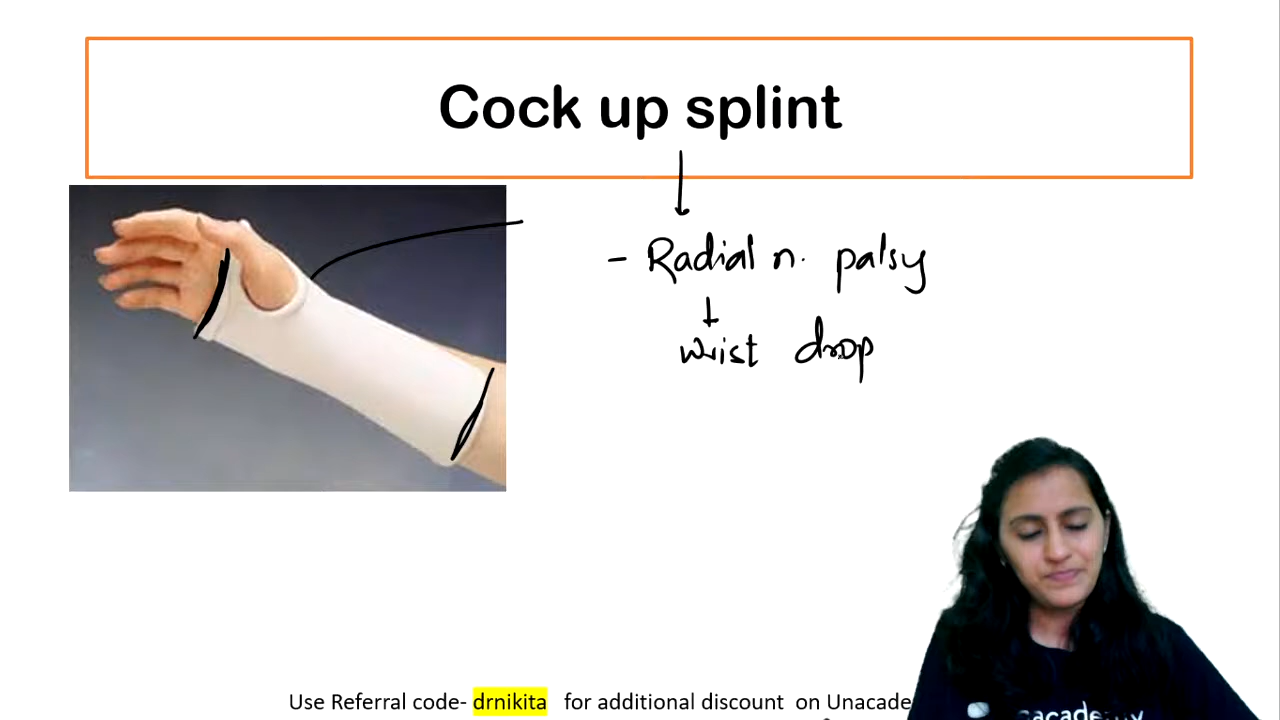 Cock up splint
- Radial n. palsy
wrist drop
Use Referral code- drnikita for additional discount on Unacade